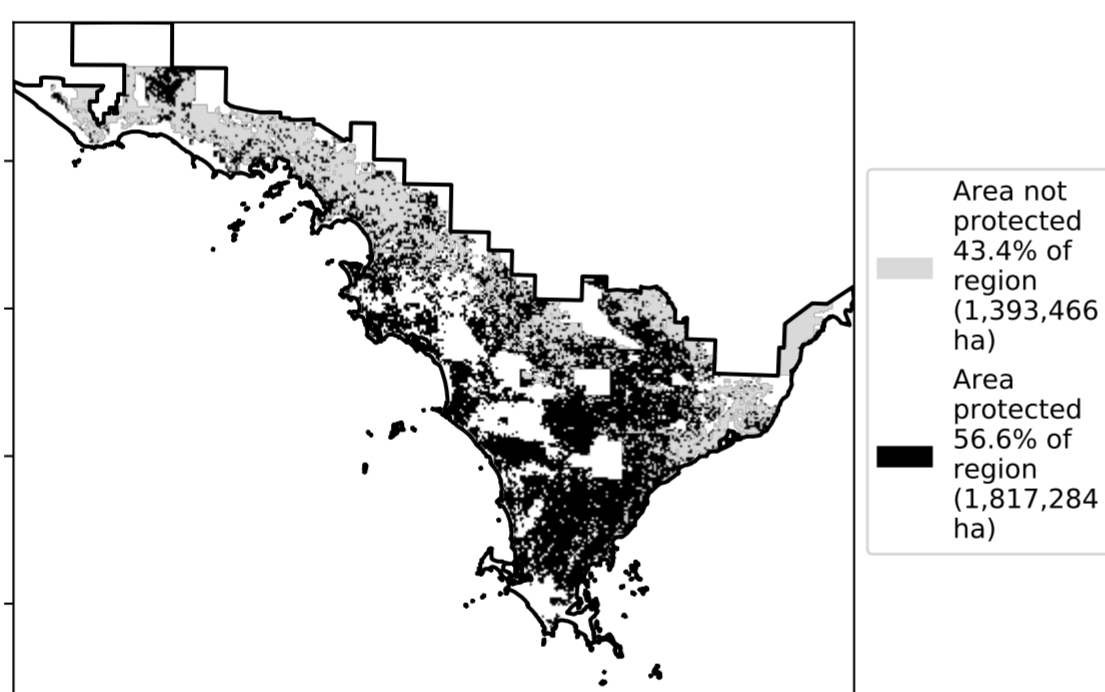 Area not
protected
43.4% of
region
(1,393,466
ha)
Area
protected
56.6% of
region
(1,817,284
ha)